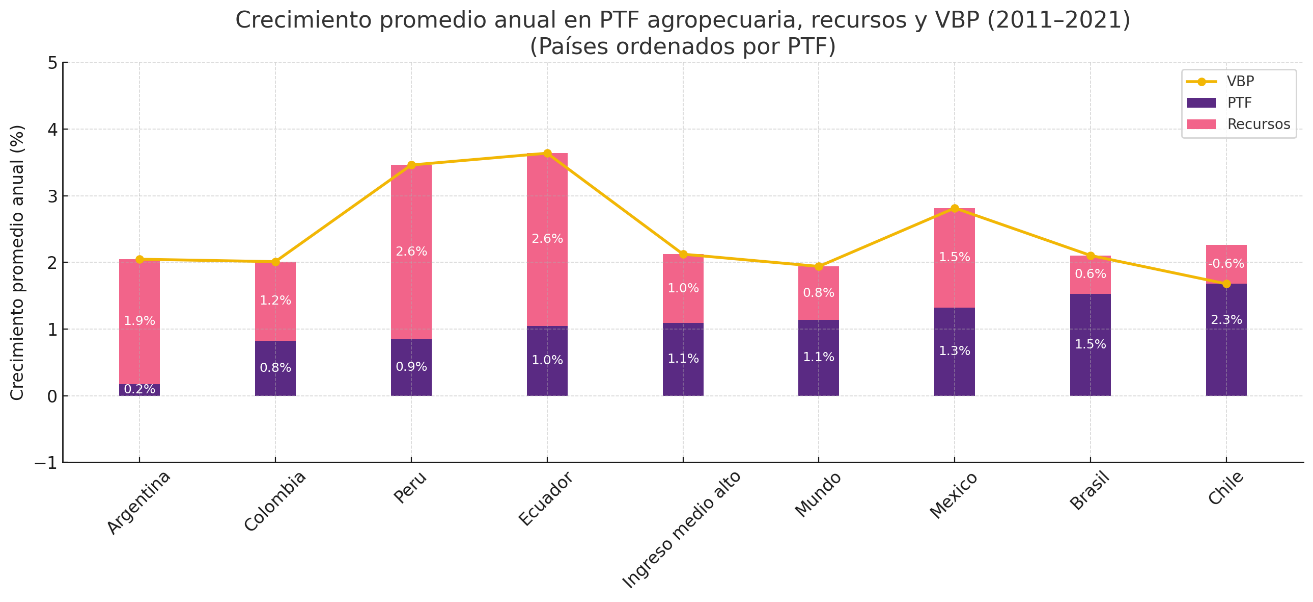 Crecimiento promedio anual en PTF agropecuaria, recursos y VBP (2011–2021)
(Países ordenados por PTF)
Crecimiento promedio anual (%)
5
4
3
2
1
0
−1
VBP
PTF
Recursos
1.9%
0.2%
1.2%
0.8%
2.6%
0.9%
2.6%
1.0%
1.0%
1.1%
0.8%
1.1%
1.5%
1.3%
0.6%
1.5%
-0.6%
2.3%
Argentina
Colombia
Peru
Ecuador
Ingreso medio alto
Mundo
Mexico
Brasil
Chile